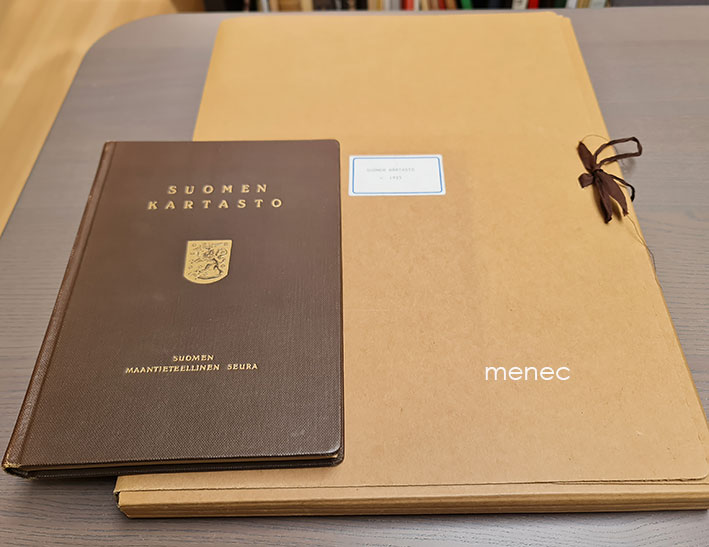 SUOMEN
KARTASTO
SUOMEN
MAANTIETEELLINEN SEURA
SUOMEN KARTASTO
menec